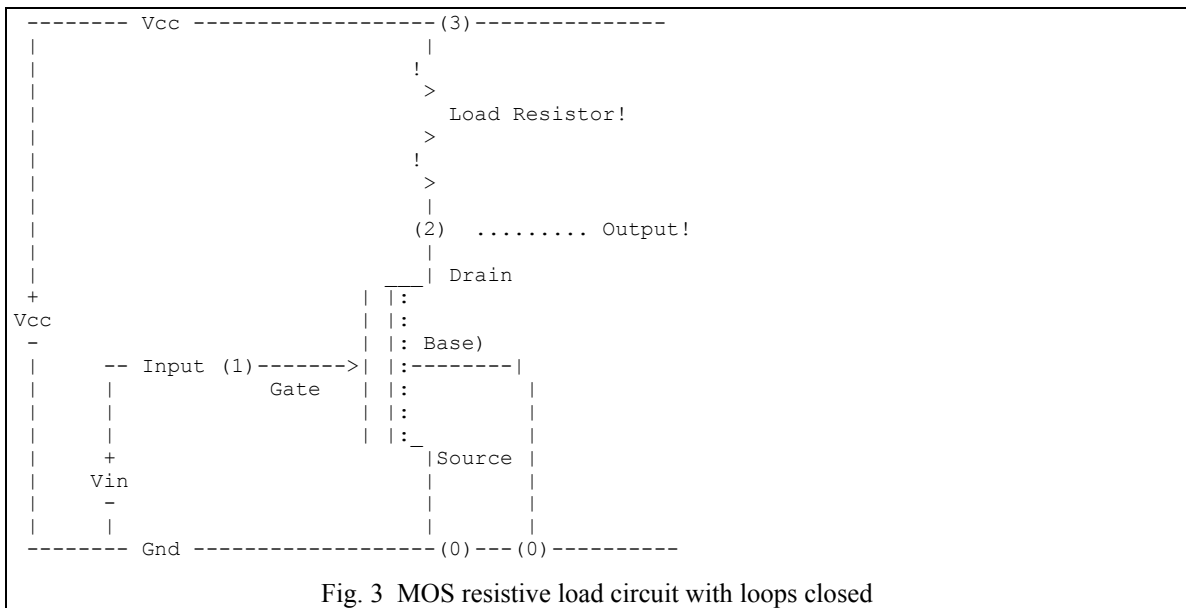 -------- Vcc --------------------(3)---------------
Load Resistor!
(2) ......... Output!
Drain
+
Vcc
-
Base)
-- Input (1)------->
Gate
+
Source
Vin
-
-------- Gnd --------------------(0)---(0)----------
Fig. 3 MOS resistive load circuit with loops closed